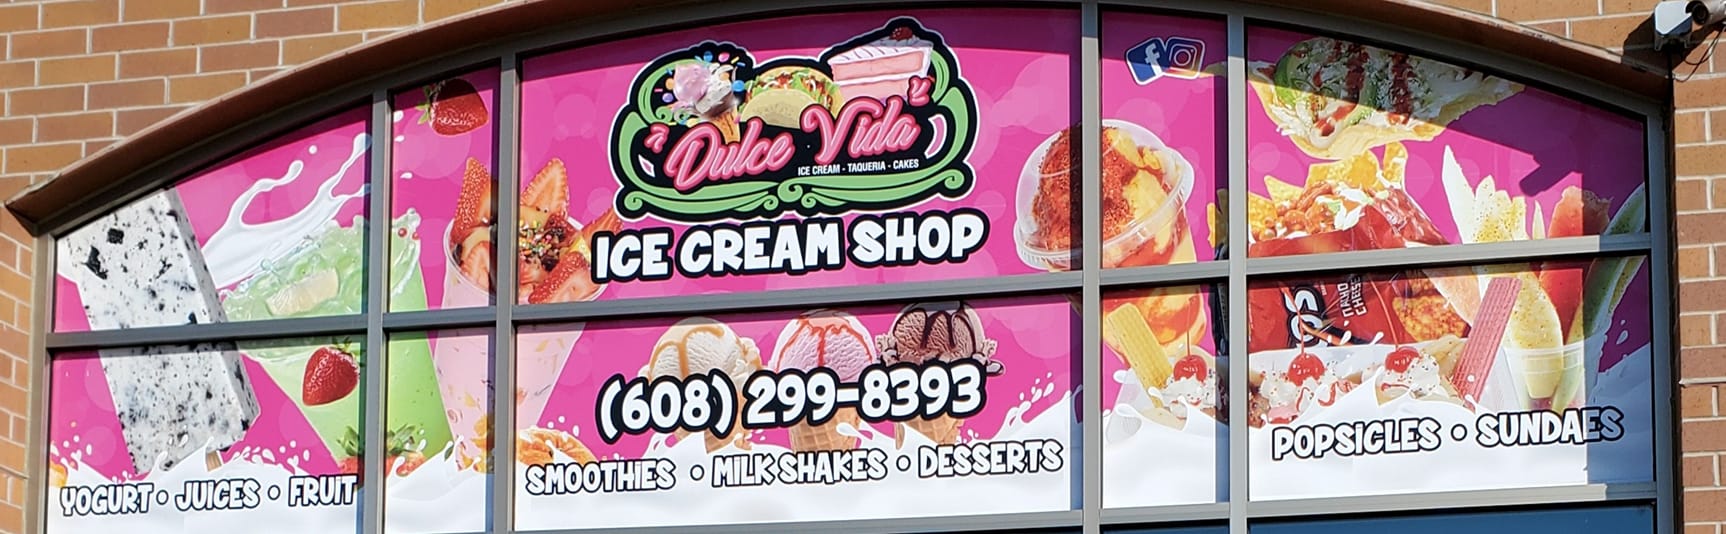 Dulce Vida
ICE CREAM - TAQUERIA - CAKES
ICE CREAM SHOP
(608) 299-8393
YOGURT • JUICES • FRUIT
SMOOTHIES • MILK SHAKES • DESSERTS
POPSICLES • SUNDAES